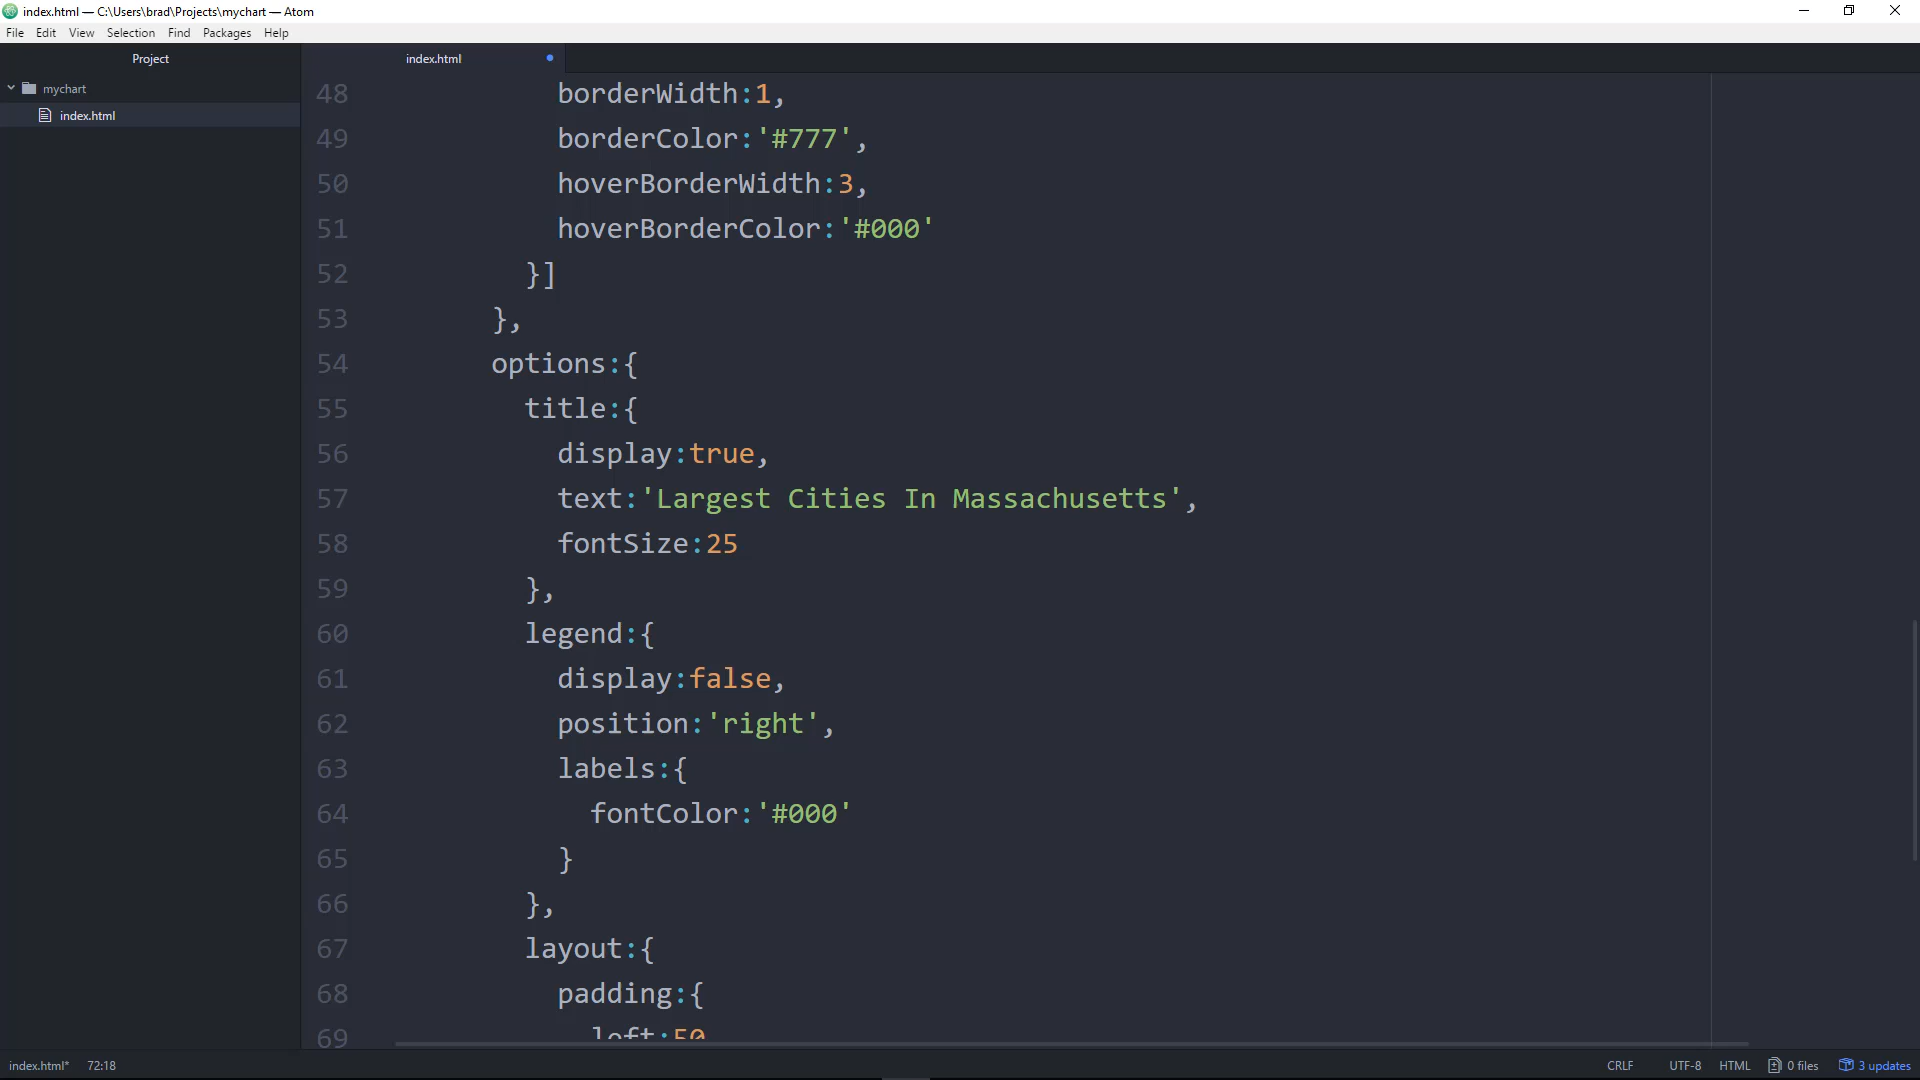 index.html — C:\Users\brad\Projects\mychart — Atom
File Edit View Selection Find Packages Help
Project
index.html
mychart
index.html
48 borderWidth:1,
49 borderColor:'#777',
50 hoverBorderWidth:3,
51 hoverBorderColor:'#000'
52 }]
53 },
54 options:{
55 title:{
56 display:true,
57 text:'Largest Cities In Massachusetts',
58 fontSize:25
59 },
60 legend:{
61 display:false,
62 position:'right',
63 labels:{
64 fontColor:'#000'
65 }
66 },
67 layout:{
68 padding:{
69 left:50
index.html* 72:18 CRLF UTF-8 HTML 0 files 3 updates